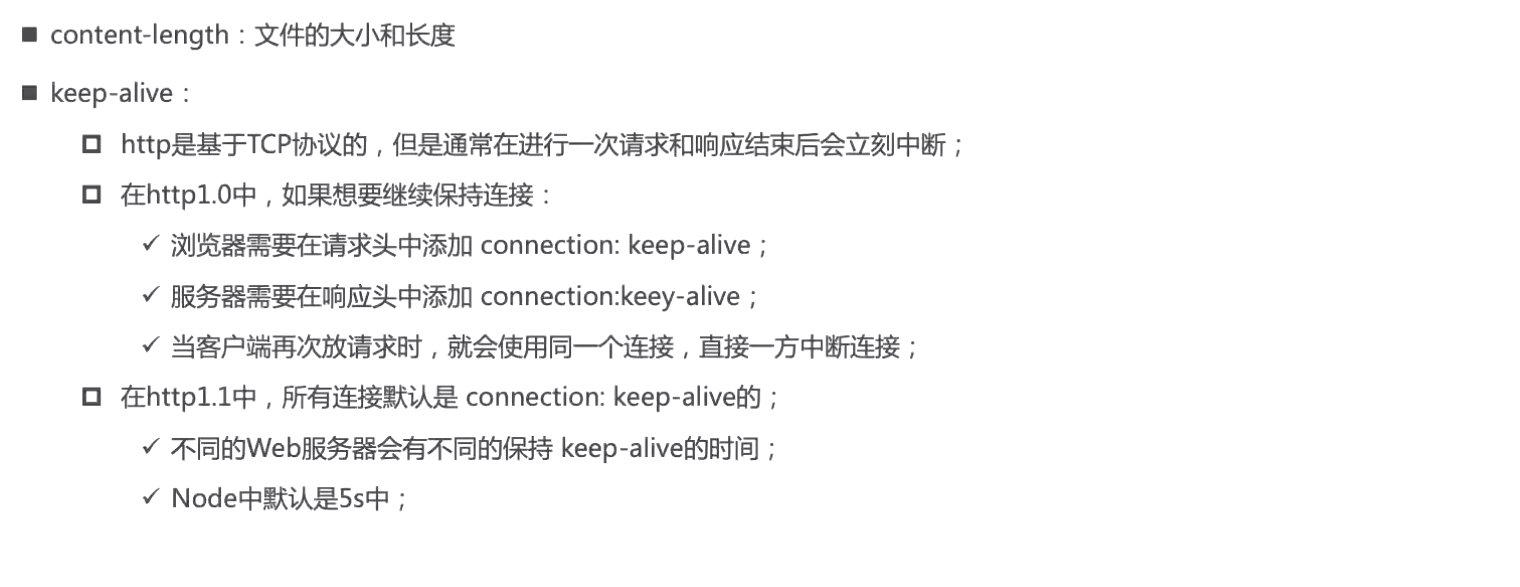 ■ content-length：文件的大小和长度
■ keep-alive：
http是基于TCP协议的，但是通常在进行一次请求和响应结束后会立刻中断；
在http1.0中，如果想要继续保持连接：
✓ 浏览器需要在请求头中添加 connection: keep-alive；
✓ 服务器需要在响应头中添加 connection:keey-alive；
✓ 当客户端再次放请求时，就会使用同一个连接，直接一方中断连接；
在http1.1中，所有连接默认是 connection: keep-alive的；
✓ 不同的Web服务器会有不同的保持 keep-alive的时间；
✓ Node中默认是5s中；